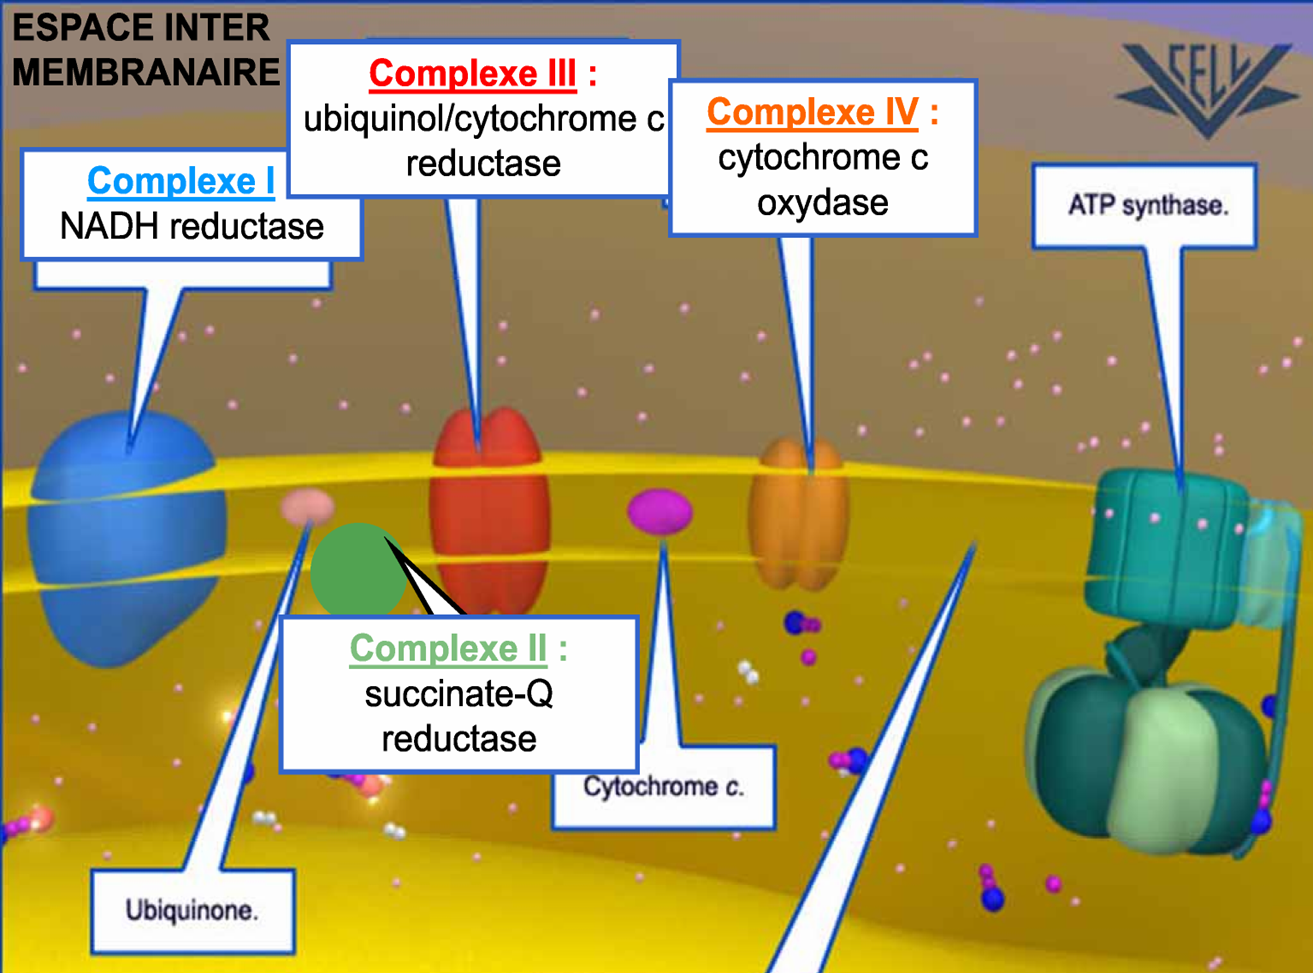 ESPACE INTER
MEMBRANAIRE
Complexe I
NADH reductase
Complexe III :
ubiquinol/cytochrome c
reductase
Complexe IV :
cytochrome c
oxydase
ATP synthase.
VCELL
Complexe II :
succinate-Q
reductase
Cytochrome c.
Ubiquinone.